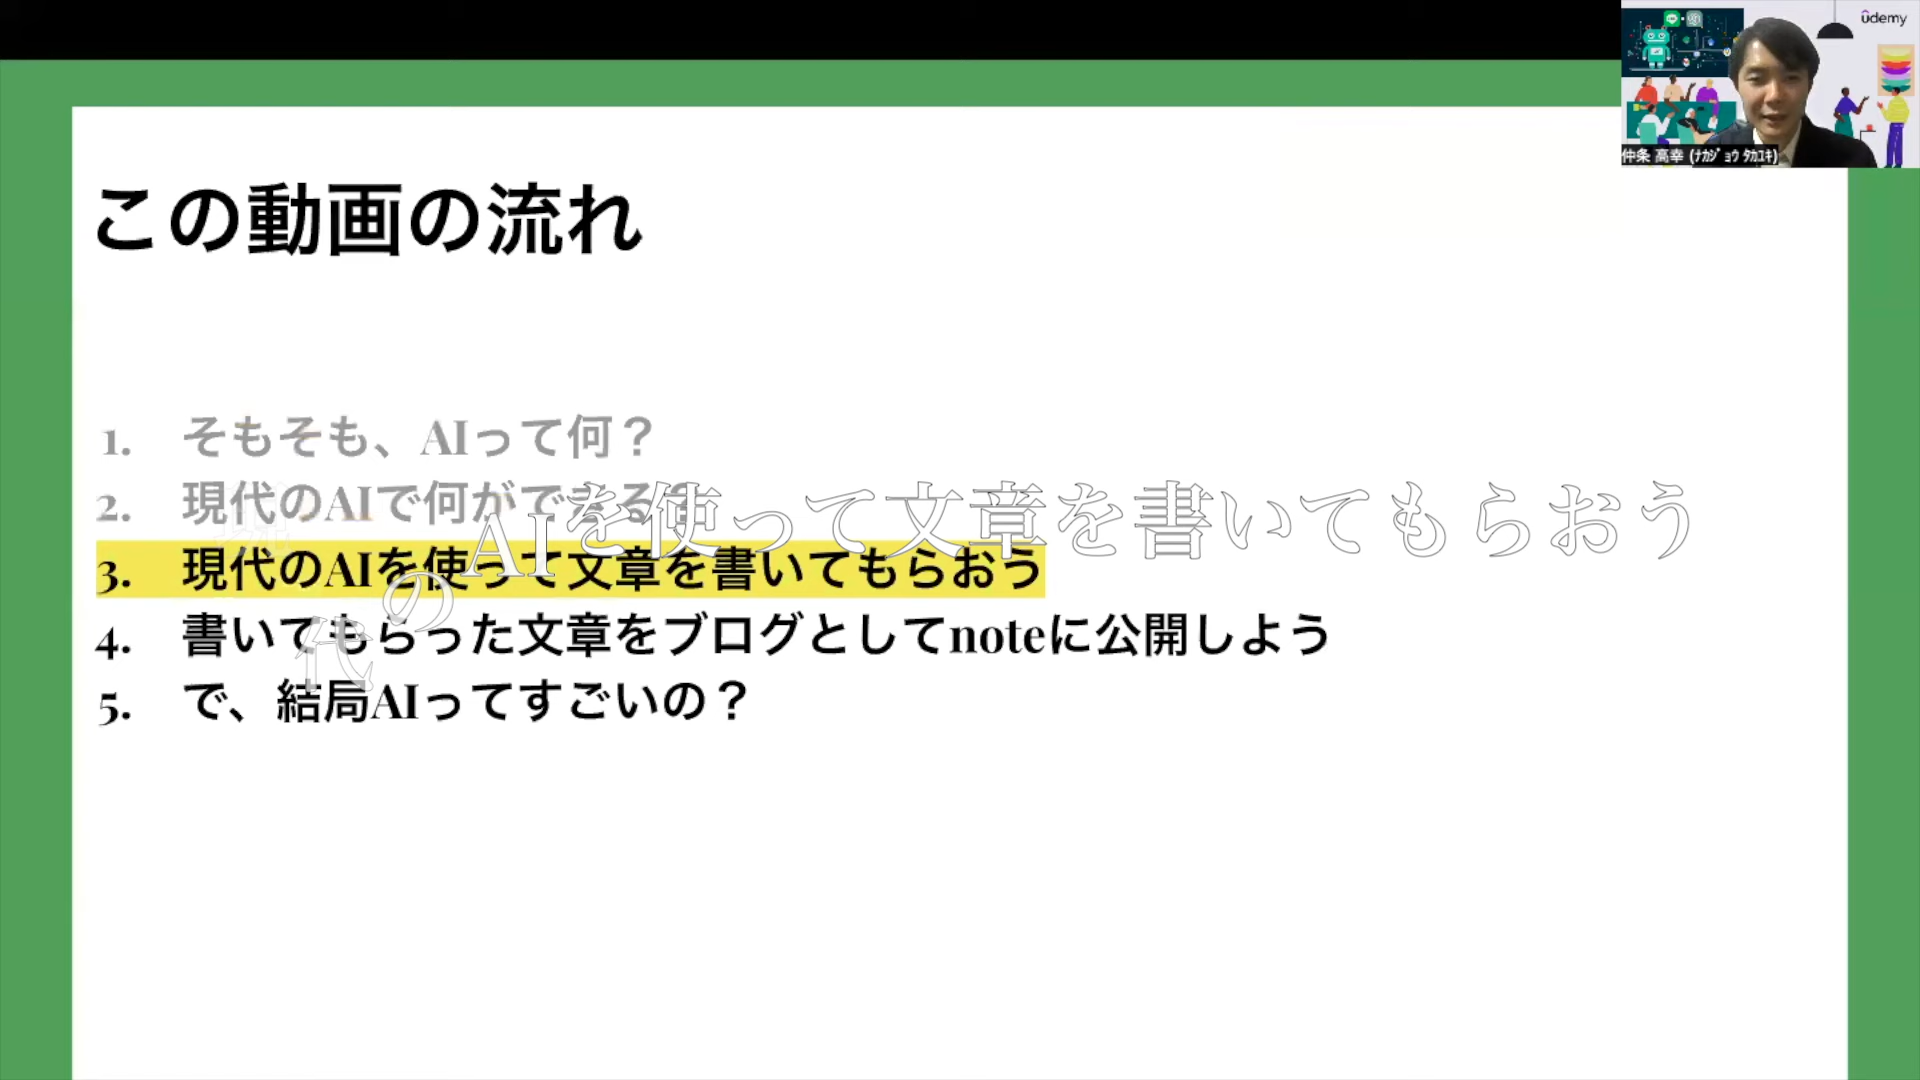 ûdemy
仲条 高幸 (ﾅｶｼﾞｮｳ ﾀｶﾕｷ)
この動画の流れ
1. そもそも、AIって何？
2. 現代のAIで何ができる？
現代のAIを使って文章を書いてもらおう
3. 現代のAIを使って文章を書いてもらおう
4. 書いてもらった文章をブログとしてnoteに公開しよう
5. で、結局AIってすごいの？